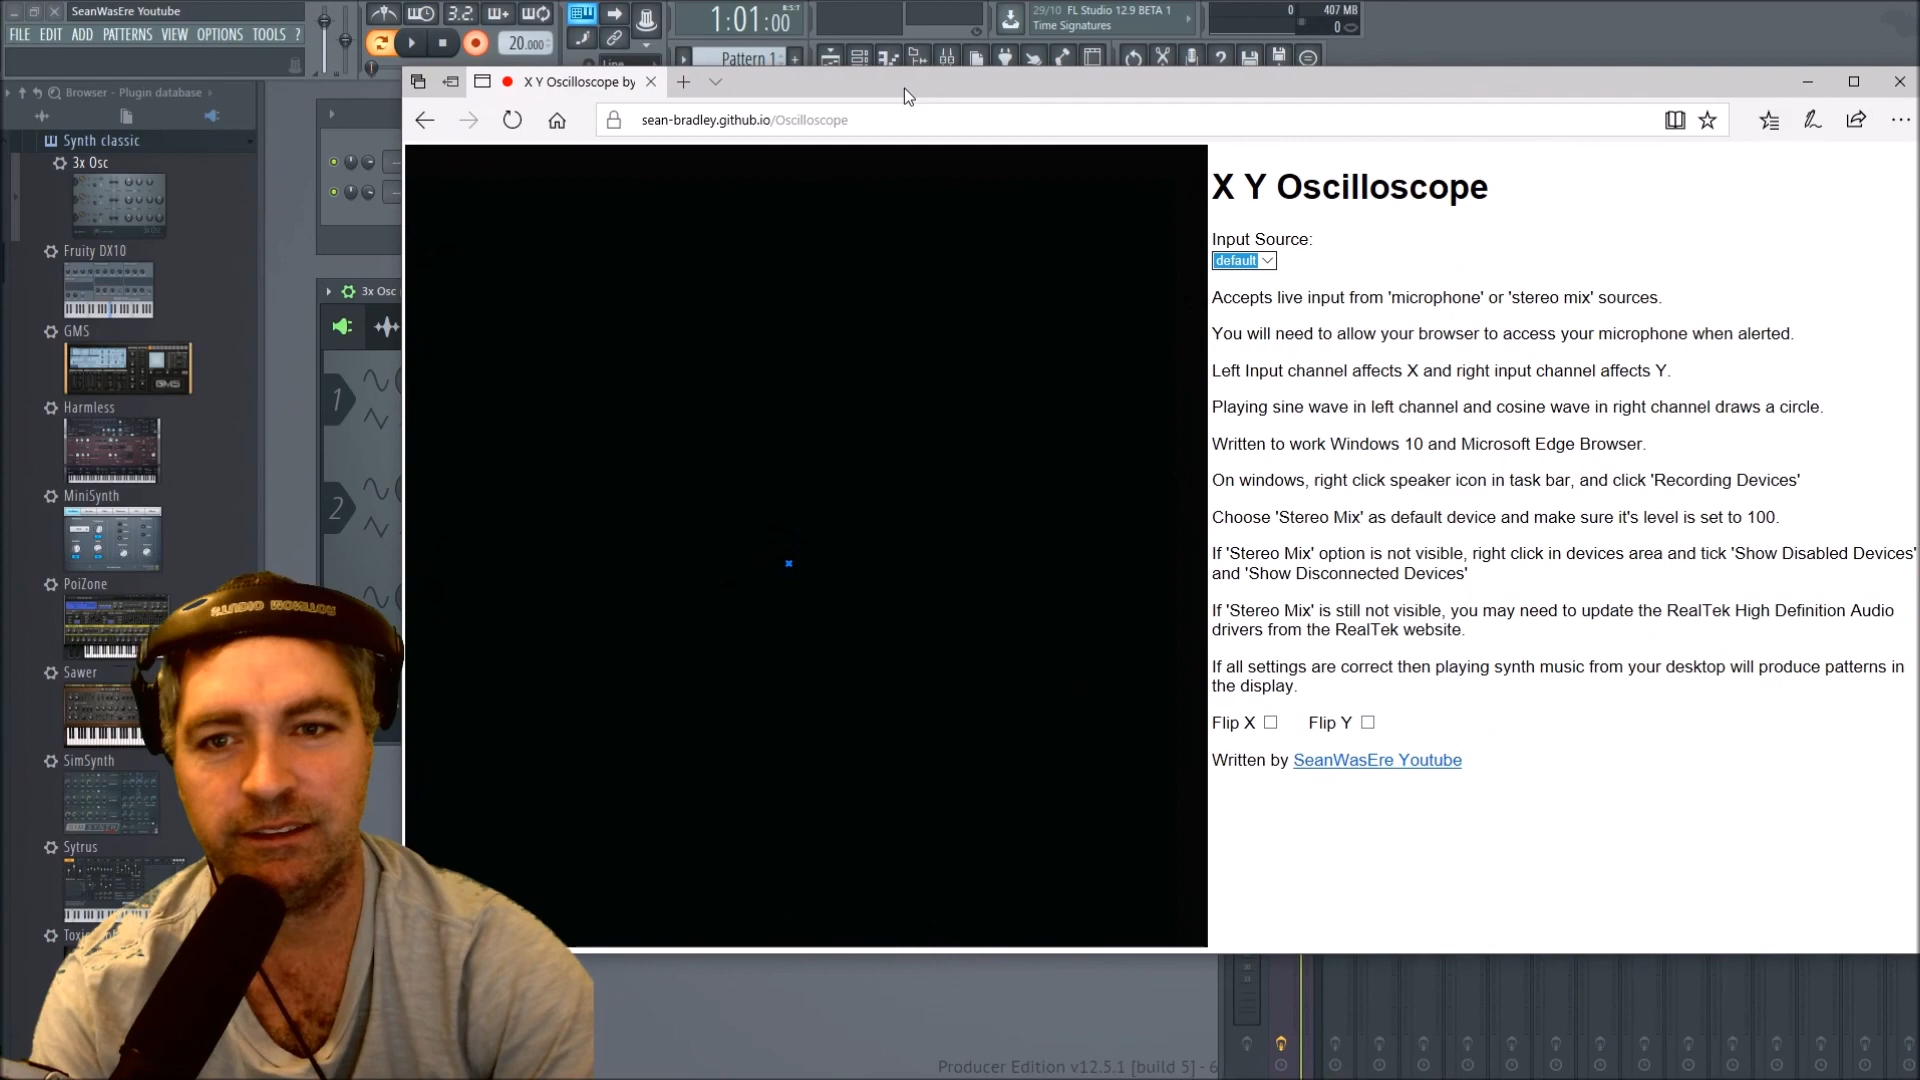 SeanWasEre Youtube
FILE EDIT ADD PATTERNS VIEW OPTIONS TOOLS ?
3.2.
20.000
1:01:00
B:S:T
Pattern 1
Line
29/10 FL Studio 12.9 BETA 1
Time Signatures
0
407 MB
0
X Y Oscilloscope by
sean-bradley.github.io/Oscilloscope
Browser - Plugin database
Synth classic
3x Osc
Fruity DX10
GMS
Harmless
MiniSynth
PoiZone
Sawer
SimSynth
Sytrus
3x Osc
1
2
X Y Oscilloscope
Input Source:
default
Accepts live input from 'microphone' or 'stereo mix' sources.
You will need to allow your browser to access your microphone when alerted.
Left Input channel affects X and right input channel affects Y.
Playing sine wave in left channel and cosine wave in right channel draws a circle.
Written to work Windows 10 and Microsoft Edge Browser.
On windows, right click speaker icon in task bar, and click 'Recording Devices'
Choose 'Stereo Mix' as default device and make sure it's level is set to 100.
If 'Stereo Mix' option is not visible, right click in devices area and tick 'Show Disabled Devices'
and 'Show Disconnected Devices'
If 'Stereo Mix' is still not visible, you may need to update the RealTek High Definition Audio
drivers from the RealTek website.
If all settings are correct then playing synth music from your desktop will produce patterns in
the display.
Flip X Flip Y
Written by SeanWasEre Youtube
Producer Edition v12.5.1 [build 5] - 6